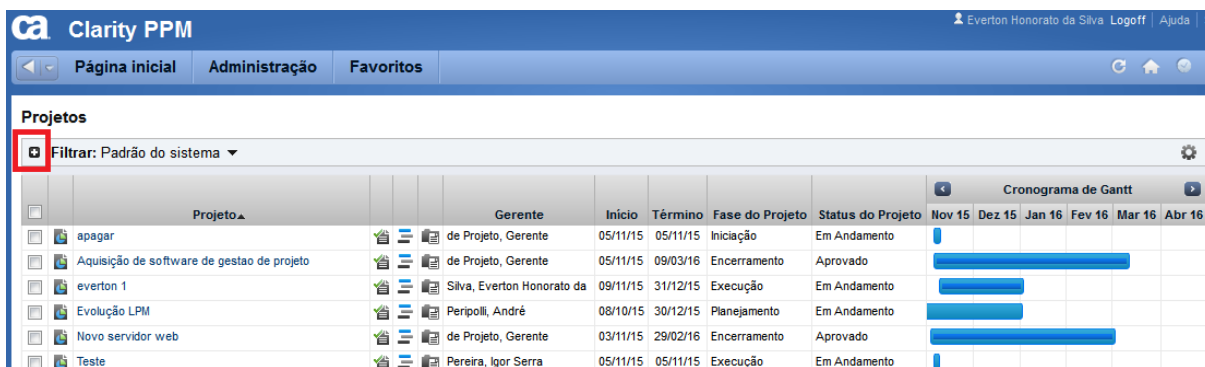 ca Clarity PPM
Everton Honorato da Silva Logoff | Ajuda
Página inicial Administração Favoritos
Projetos
Filtrar: Padrão do sistema
Cronograma de Gantt
Projeto Gerente Início Término Fase do Projeto Status do Projeto Nov 15 Dez 15 Jan 16 Fev 16 Mar 16 Abr 16
apagar de Projeto, Gerente 05/11/15 05/11/15 Iniciação Em Andamento
Aquisição de software de gestao de projeto de Projeto, Gerente 05/11/15 09/03/16 Encerramento Aprovado
everton 1 Silva, Everton Honorato da 09/11/15 31/12/15 Execução Em Andamento
Evolução LPM Peripolli, André 08/10/15 30/12/15 Planejamento Em Andamento
Novo servidor web de Projeto, Gerente 03/11/15 29/02/16 Encerramento Aprovado
Teste Pereira, Igor Serra 05/11/15 05/11/15 Execução Em Andamento